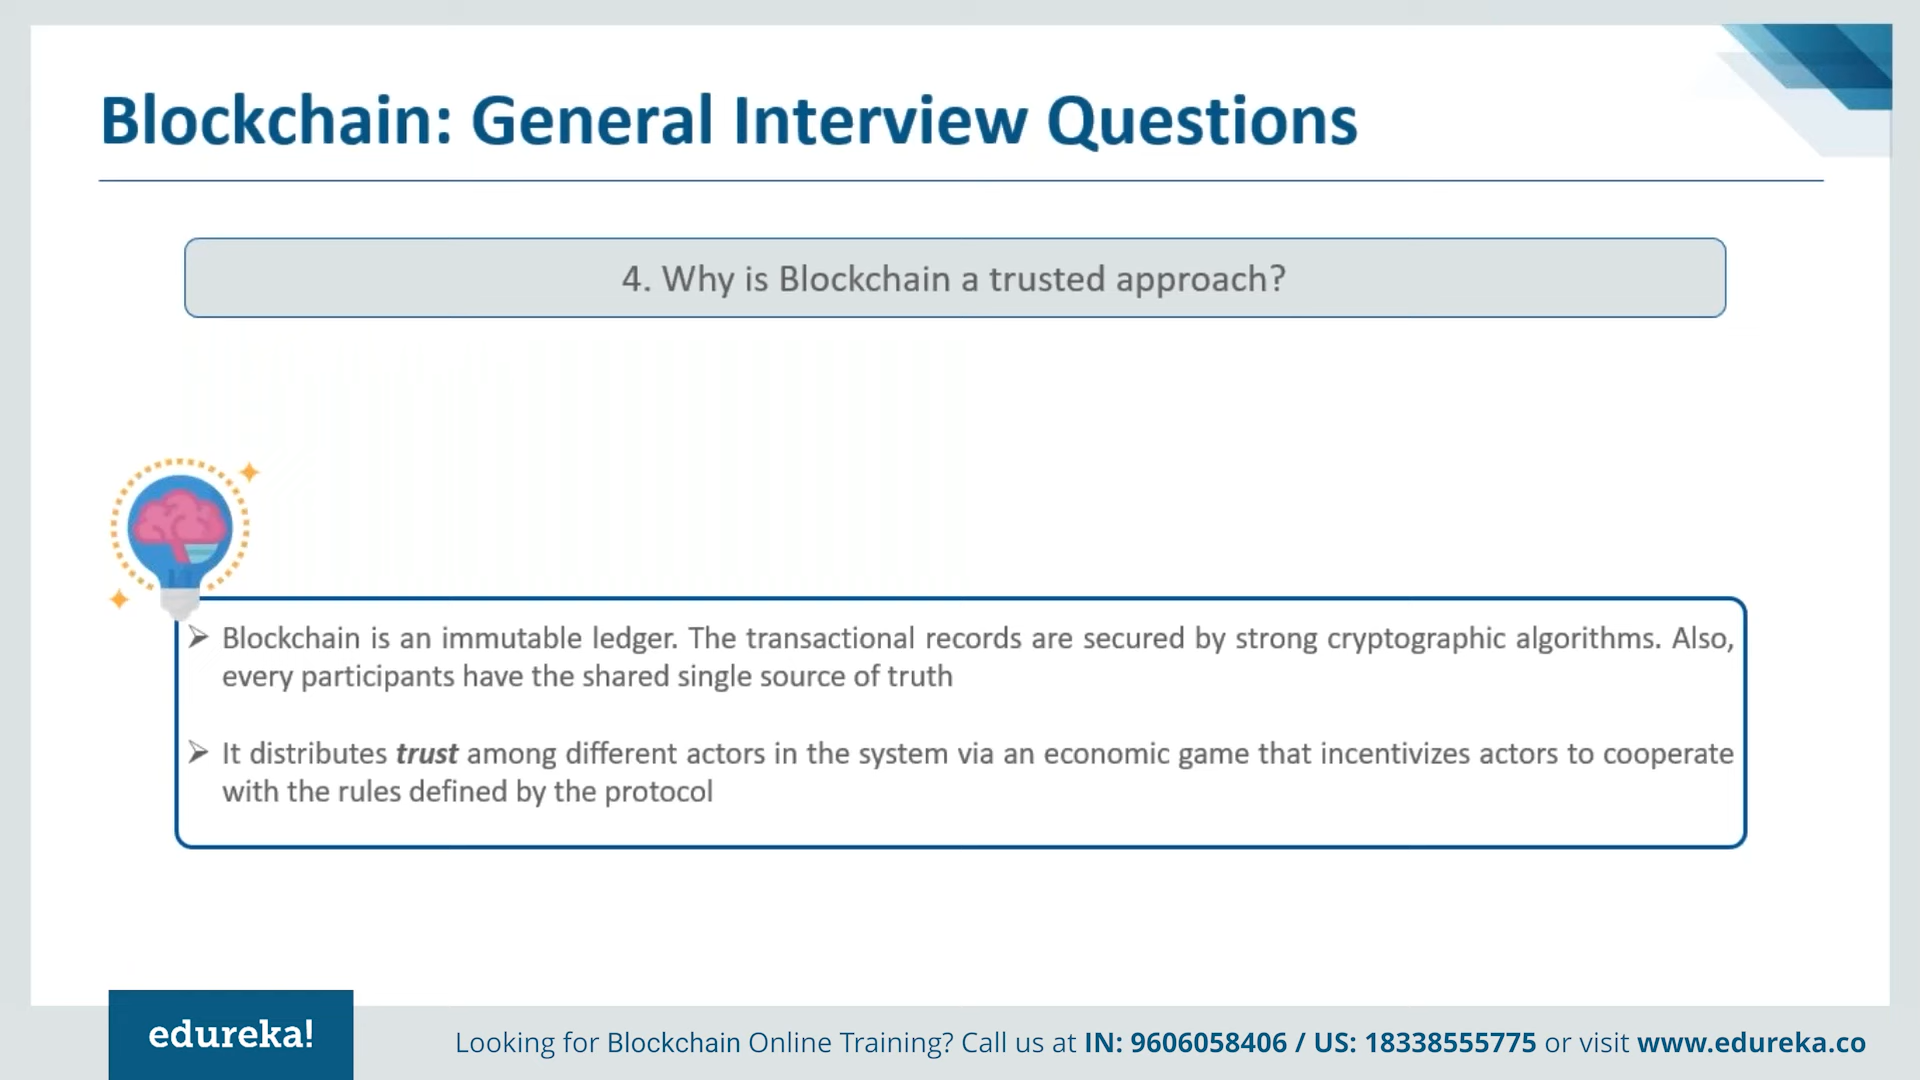 Blockchain: General Interview Questions
4. Why is Blockchain a trusted approach?
➢ Blockchain is an immutable ledger. The transactional records are secured by strong cryptographic algorithms. Also,
every participants have the shared single source of truth
➢ It distributes trust among different actors in the system via an economic game that incentivizes actors to cooperate
with the rules defined by the protocol
edureka!
Looking for Blockchain Online Training? Call us at IN: 9606058406 / US: 18338555775 or visit www.edureka.co